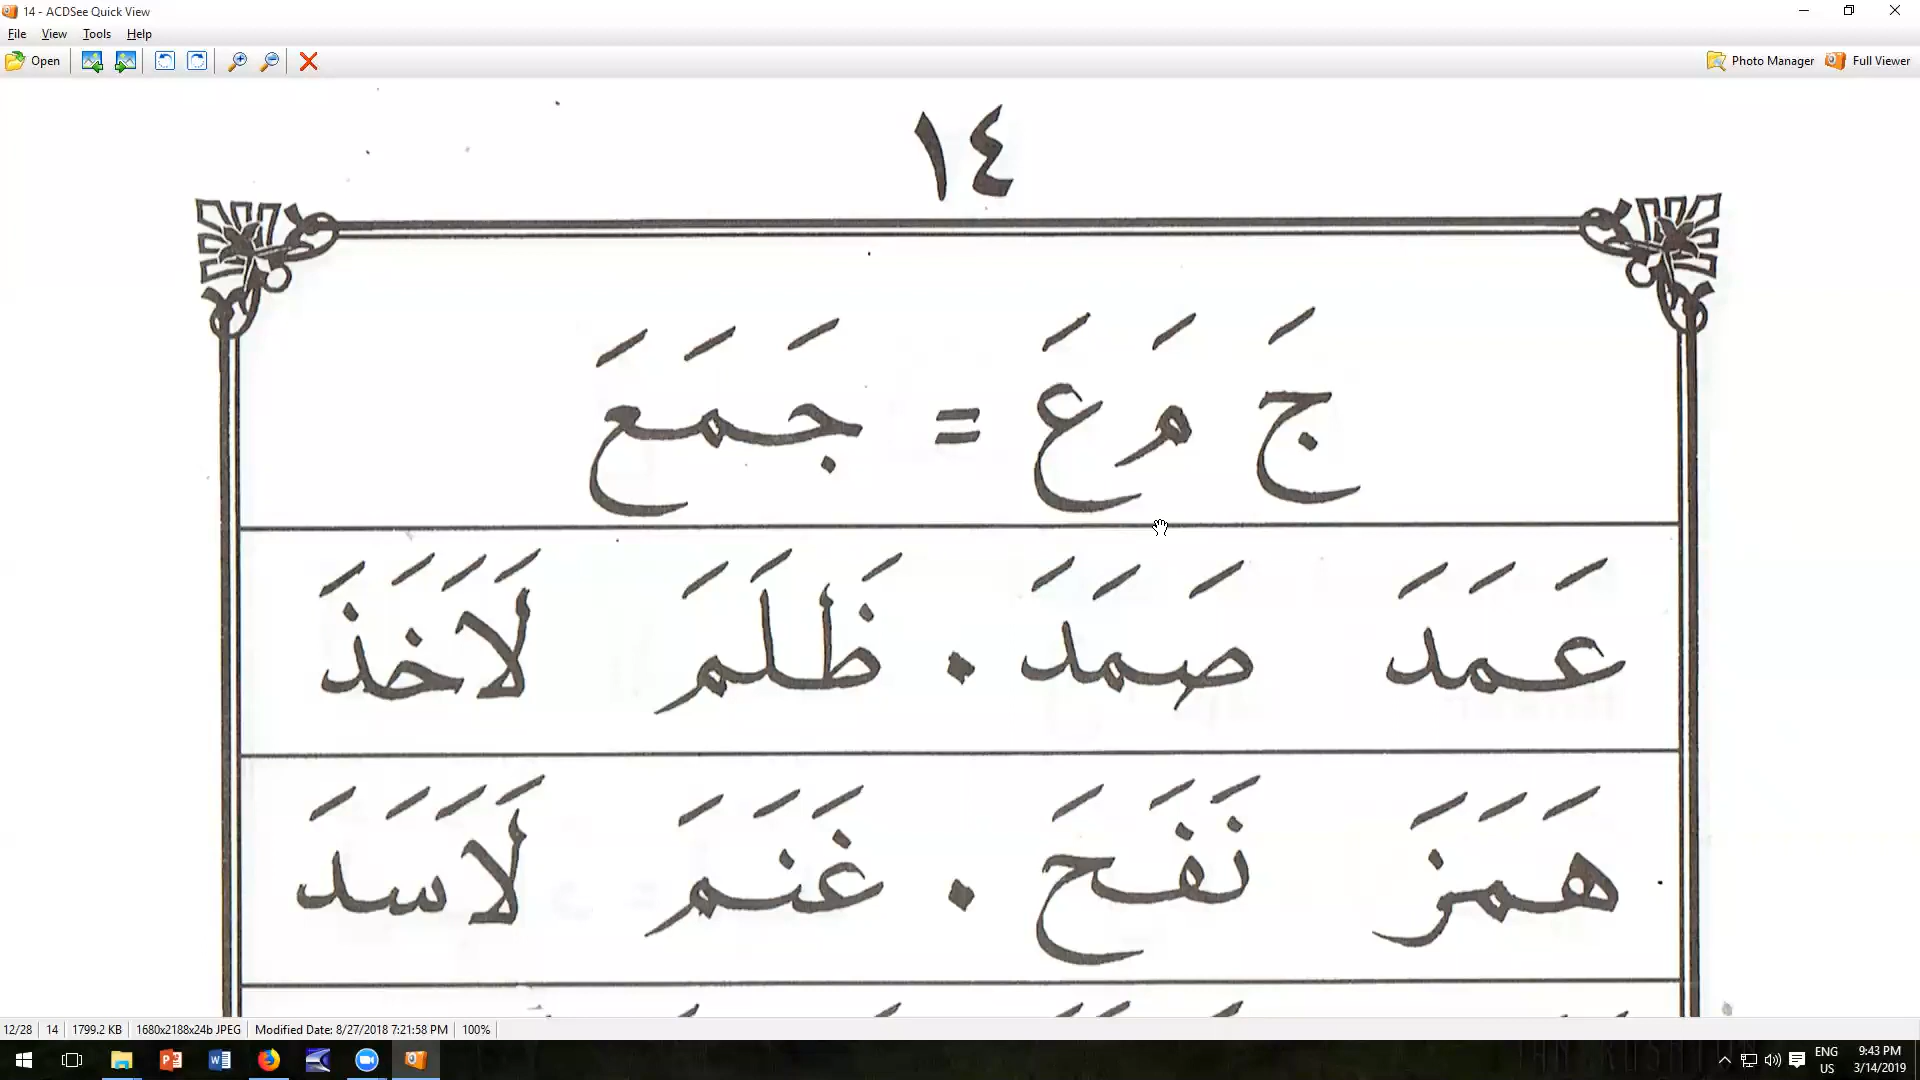 14 - ACDSee Quick View
File View Tools Help
Open Photo Manager Full Viewer
١٤
جَ مَ عَ = جَمَعَ
عَمَدَ صَمَدَ . ظَلَمَ لَاَخَذَ
هَمَزَ نَفَحَ . غَنَمَ لَاَسَدَ
12/28 14 1799.2 KB 1680x2188x24b JPEG Modified Date: 8/27/2018 7:21:58 PM 100%
ENG 9:43 PM
US 3/14/2019